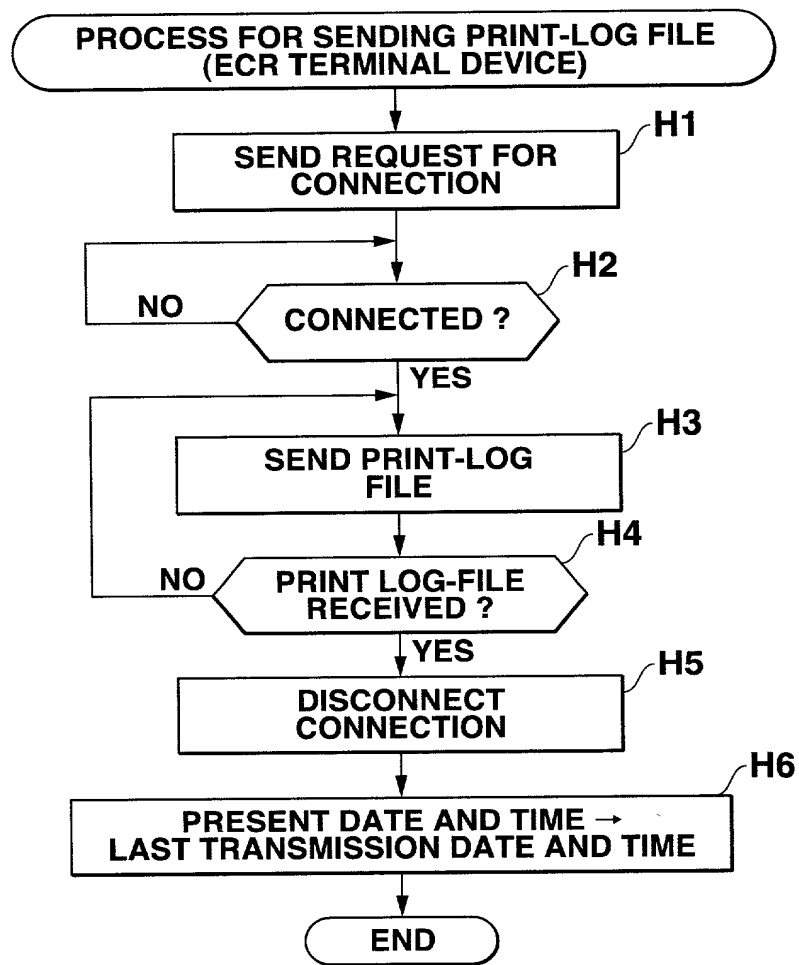 PROCESS FOR SENDING PRINT-LOG FILE
(ECR TERMINAL DEVICE)
H1
SEND REQUEST FOR
CONNECTION
H2
CONNECTED ?
NO
YES
H3
SEND PRINT-LOG
FILE
H4
PRINT LOG-FILE
RECEIVED ?
NO
YES
H5
DISCONNECT
CONNECTION
H6
PRESENT DATE AND TIME →
LAST TRANSMISSION DATE AND TIME
END